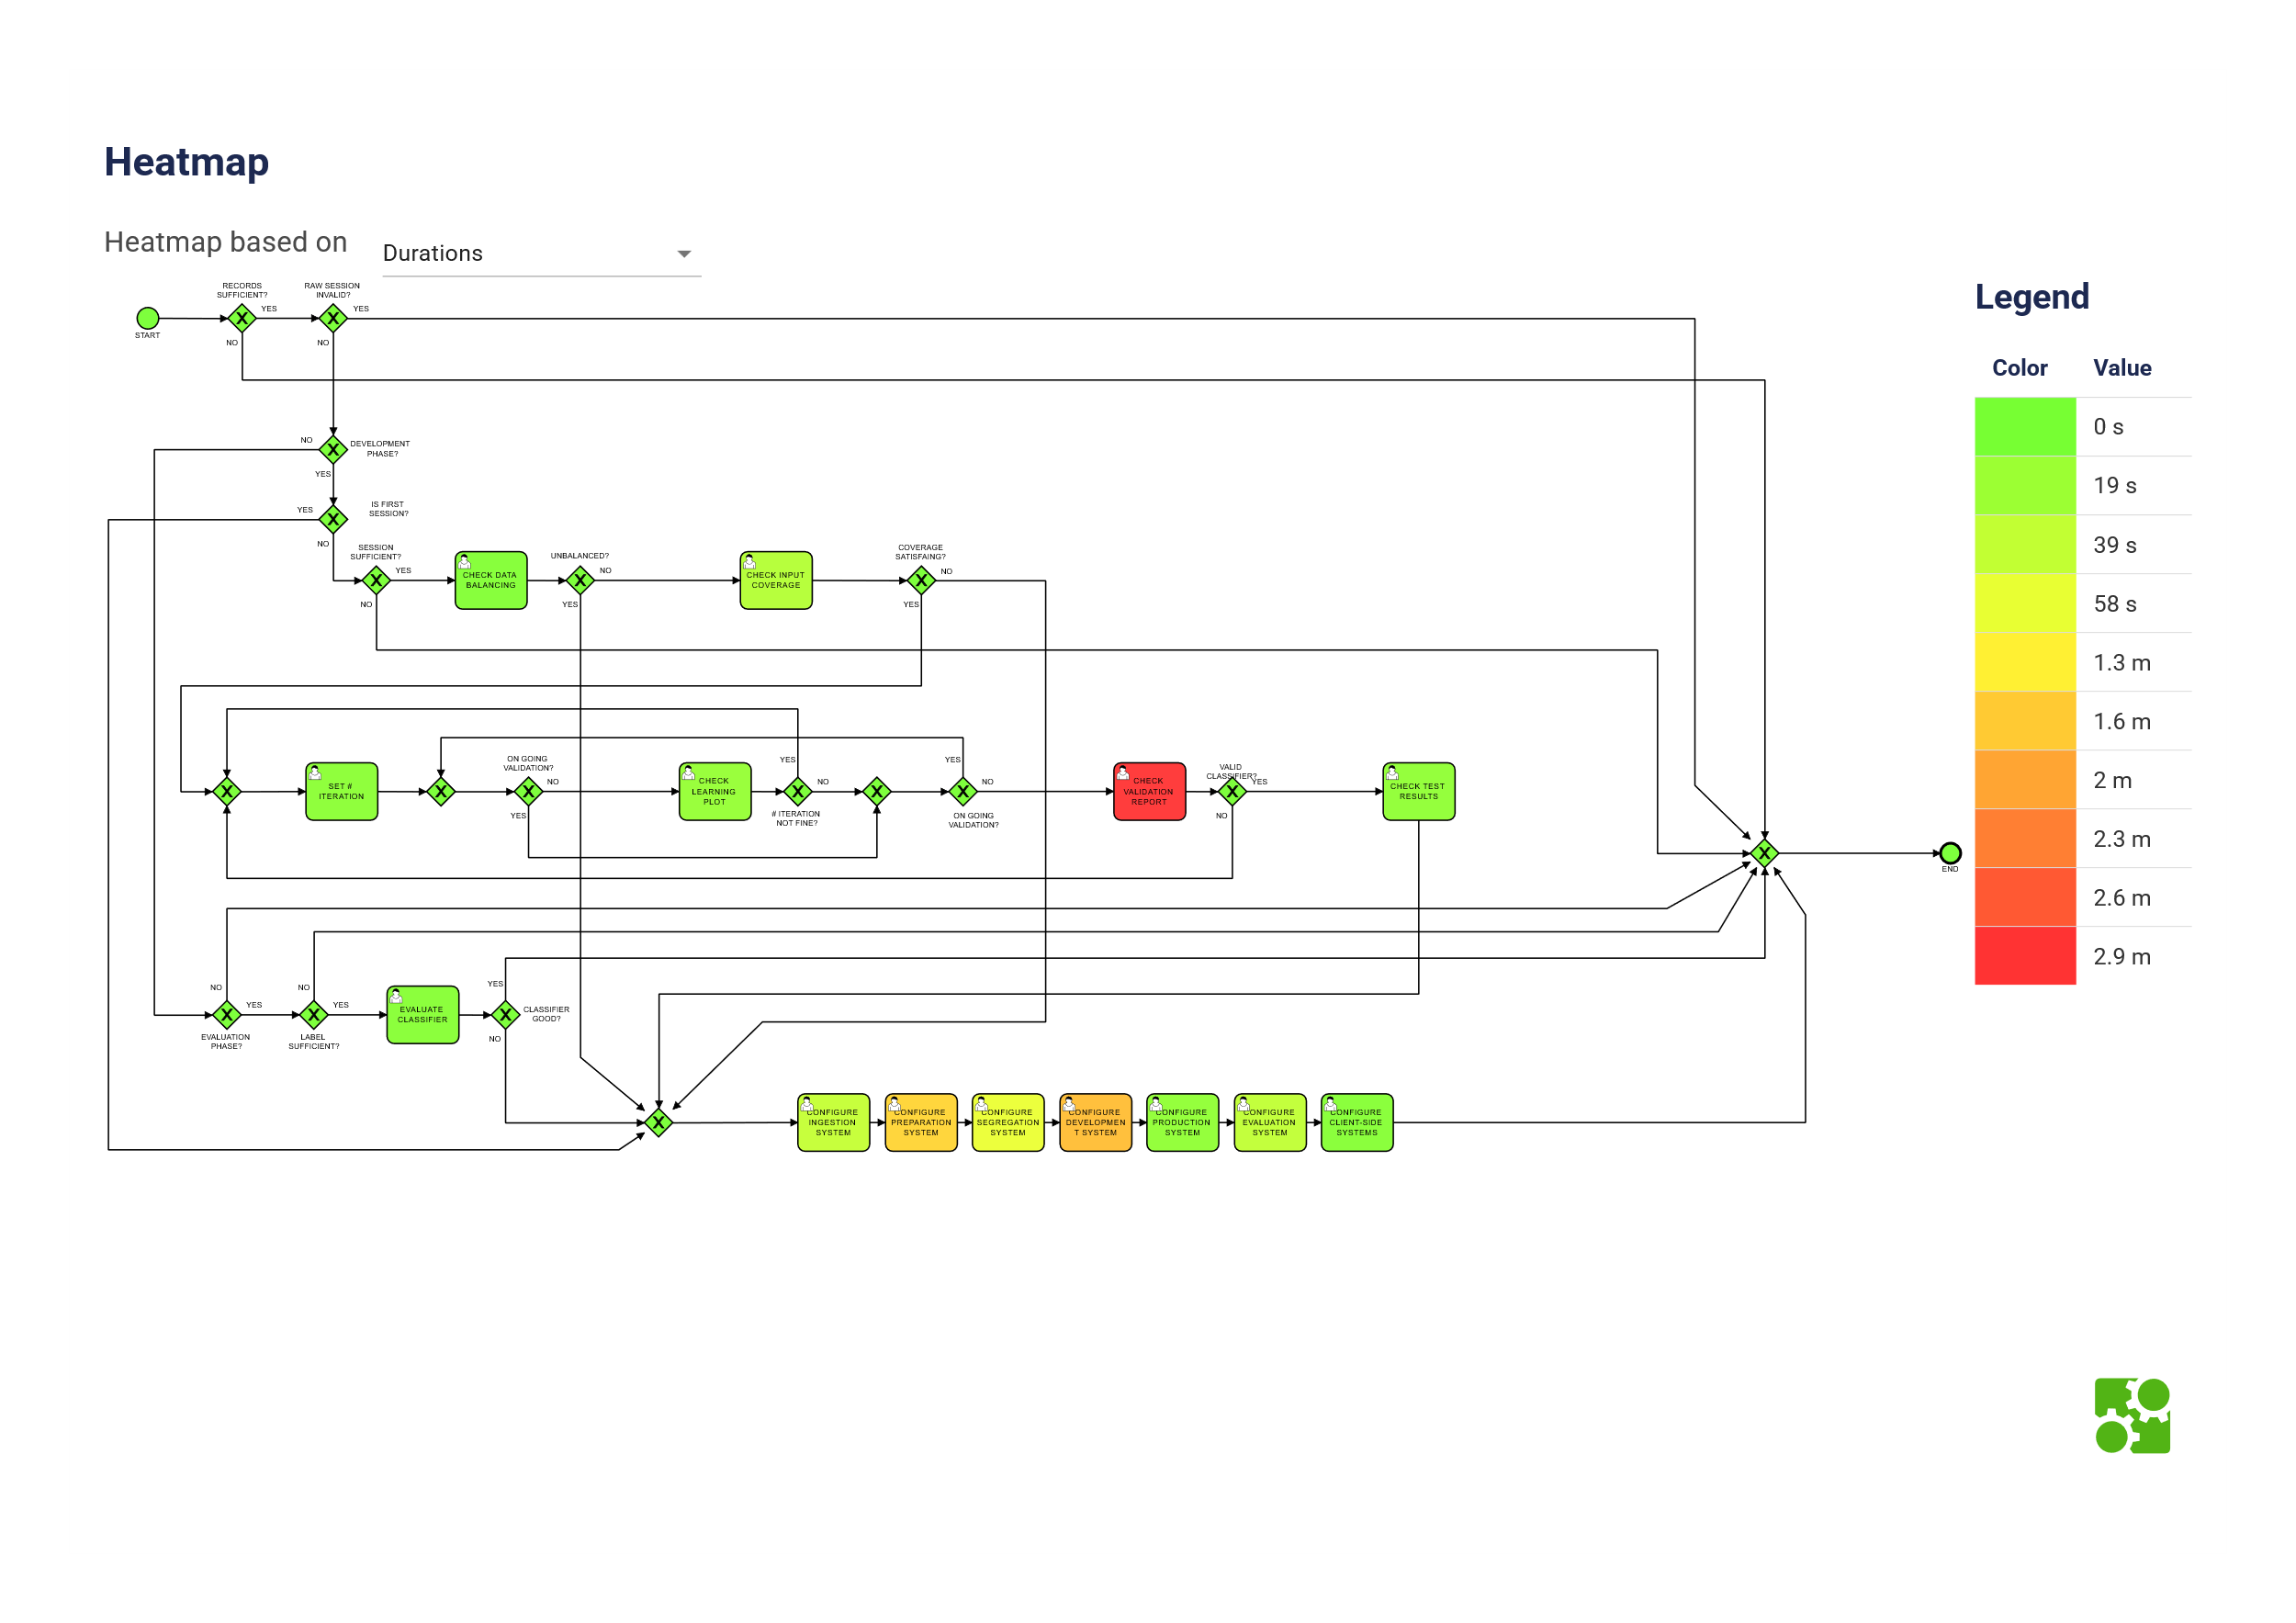 Heatmap
Heatmap based on
Durations
RECORDS
SUFFICIENT?
RAW SESSION
INVALID?
YES
YES
START
NO
NO
Legend
Color
Value
0 s
19 s
39 s
58 s
1.3 m
1.6 m
2 m
2.3 m
2.6 m
2.9 m
NO
DEVELOPMENT
PHASE?
YES
YES
IS FIRST
SESSION?
NO
SESSION
SUFFICIENT?
YES
NO
CHECK DATA
BALANCING
UNBALANCED?
NO
YES
CHECK INPUT
COVERAGE
COVERAGE
SATISFAING?
NO
YES
SET #
ITERATION
ON GOING
VALIDATION?
NO
YES
CHECK
LEARNING
PLOT
YES
NO
# ITERATION
NOT FINE?
YES
NO
ON GOING
VALIDATION?
CHECK
VALIDATION
REPORT
VALID
CLASSIFIER?
YES
NO
CHECK TEST
RESULTS
END
NO
YES
EVALUATION
PHASE?
NO
YES
LABEL
SUFFICIENT?
EVALUATE
CLASSIFIER
YES
CLASSIFIER
GOOD?
NO
CONFIGURE
INGESTION
SYSTEM
CONFIGURE
PREPARATION
SYSTEM
CONFIGURE
SEGREGATION
SYSTEM
CONFIGURE
DEVELOPMEN
T SYSTEM
CONFIGURE
PRODUCTION
SYSTEM
CONFIGURE
EVALUATION
SYSTEM
CONFIGURE
CLIENT-SIDE
SYSTEMS